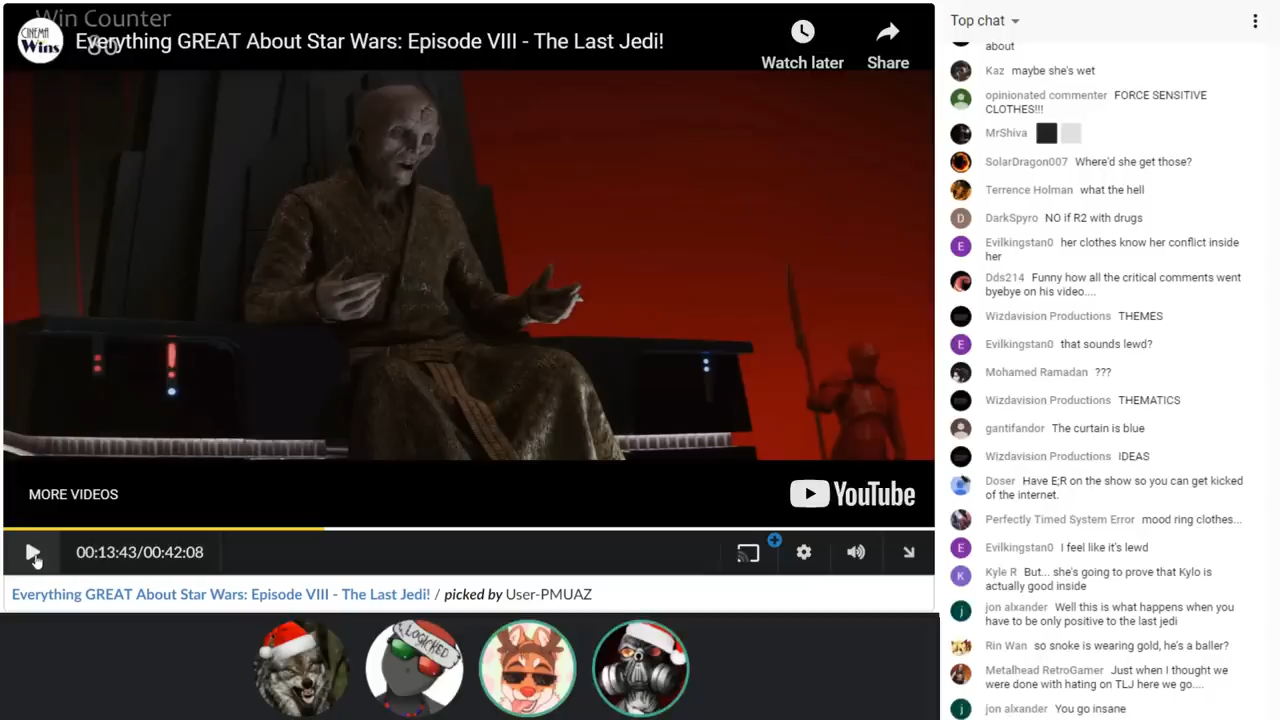 Win Counter
80
CINEMA
Wins
Everything GREAT About Star Wars: Episode VIII - The Last Jedi!
Watch later
Share
MORE VIDEOS
YouTube
00:13:43/00:42:08
Everything GREAT About Star Wars: Episode VIII - The Last Jedi! / picked by User-PMUAZ
LOGICKED
Top chat
about
Kaz maybe she's wet
opinionated commenter FORCE SENSITIVE
CLOTHES!!!
MrShiva
SolarDragon007 Where'd she get those?
Terrence Holman what the hell
D
DarkSpyro NO if R2 with drugs
E
Evilkingstan0 her clothes know her conflict inside
her
Dds214 Funny how all the critical comments went
byebye on his video....
Wizdavision Productions THEMES
E
Evilkingstan0 that sounds lewd?
Mohamed Ramadan ???
Wizdavision Productions THEMATICS
gantifandor The curtain is blue
Wizdavision Productions IDEAS
Doser Have E;R on the show so you can get kicked
of the internet.
Perfectly Timed System Error mood ring clothes...
E
Evilkingstan0 I feel like it's lewd
K
Kyle R But... she's going to prove that Kylo is
actually good inside
j
jon alxander Well this is what happens when you
have to be only positive to the last jedi
Rin Wan so snoke is wearing gold, he's a baller?
Metalhead RetroGamer Just when I thought we
were done with hating on TLJ here we go....
j
jon alxander You go insane